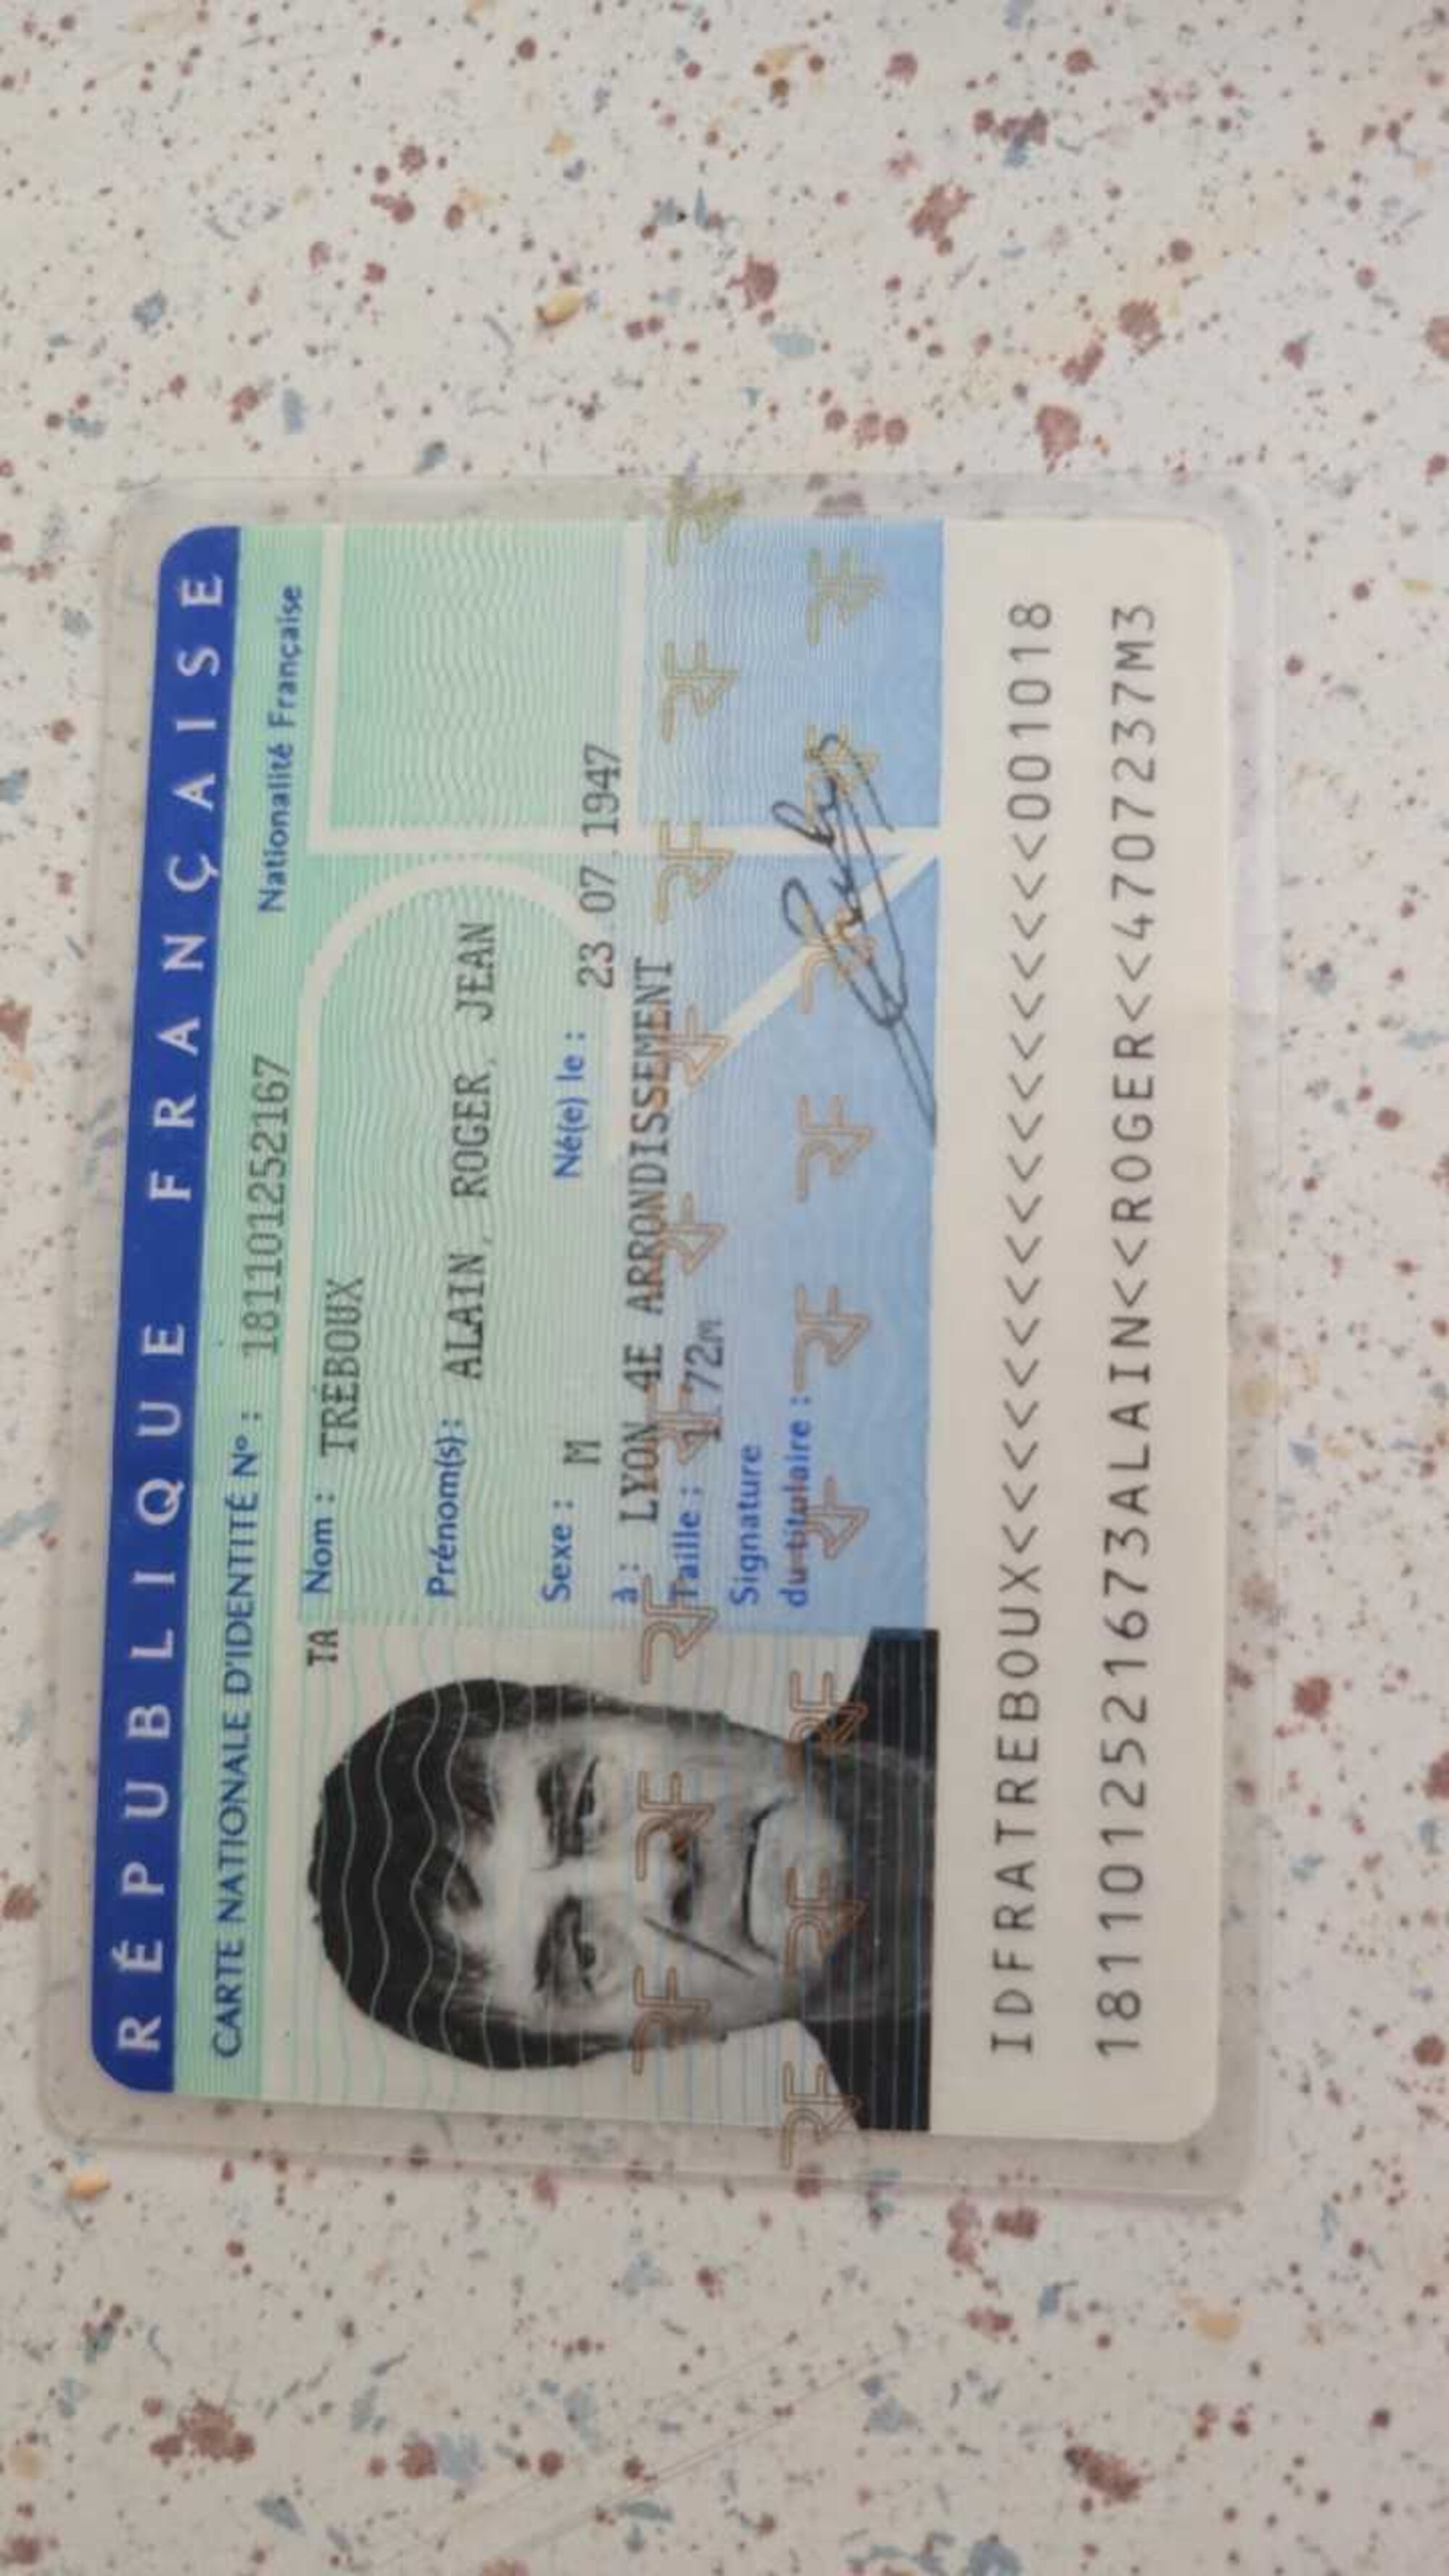 RÉPUBLIQUE FRANÇAISE
CARTE NATIONALE D'IDENTITÉ Nº : 181101252167 Nationalité Française
TA Nom : TRÉBOUX
Prénom(s) : ALAIN, ROGER, JEAN
Sexe : M Né(e) le : 23.07.1947
à : LYON 4E ARRONDISSEMENT
Taille : 1.72m
Signature
du titulaire :
IDFRATREBOUX<<<<<<<<<<<<<<<<<<<001018
1811012521673ALAIN<<ROGER<<4707237M3